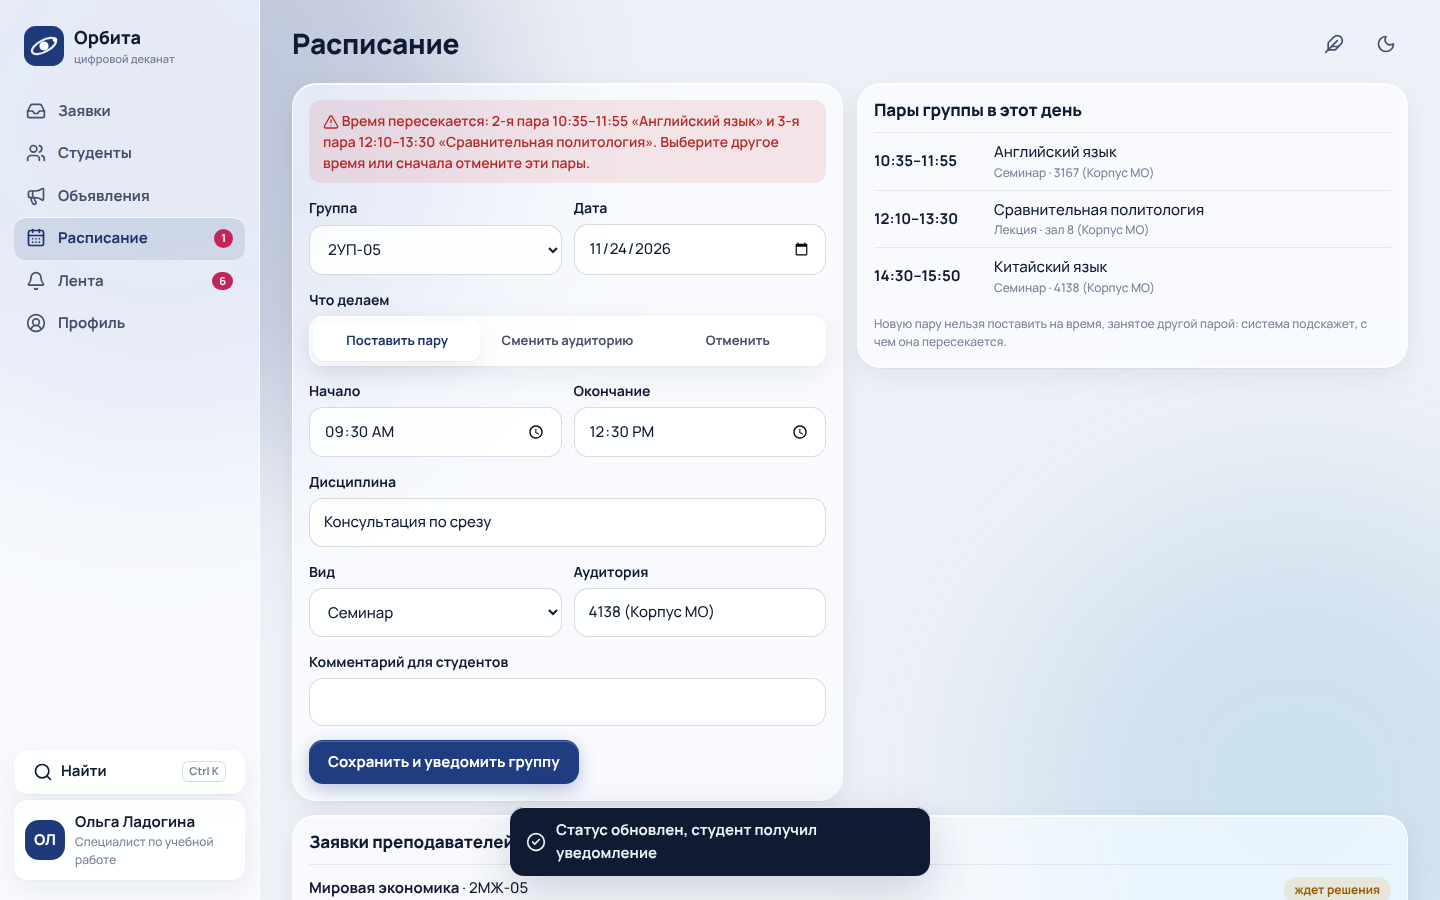 Орбита
цифровой деканат
Заявки
Студенты
Объявления
Расписание
1
Лента
6
Профиль
Найти
Ctrl K
ОЛ
Ольга Ладогина
Специалист по учебной
работе
Расписание
Время пересекается: 2-я пара 10:35–11:55 «Английский язык» и 3-я
пара 12:10–13:30 «Сравнительная политология». Выберите другое
время или сначала отмените эти пары.
Группа
Дата
2УП-05
11/24/2026
Что делаем
Поставить пару
Сменить аудиторию
Отменить
Начало
Окончание
09:30 AM
12:30 PM
Дисциплина
Консультация по срезу
Вид
Аудитория
Семинар
4138 (Корпус МО)
Комментарий для студентов
Сохранить и уведомить группу
Пары группы в этот день
10:35–11:55
Английский язык
Семинар · 3167 (Корпус МО)
12:10–13:30
Сравнительная политология
Лекция · зал 8 (Корпус МО)
14:30–15:50
Китайский язык
Семинар · 4138 (Корпус МО)
Новую пару нельзя поставить на время, занятое другой парой: система подскажет, с
чем она пересекается.
Заявки преподавателей
Мировая экономика · 2МЖ-05
ждет решения
Статус обновлен, студент получил
уведомление